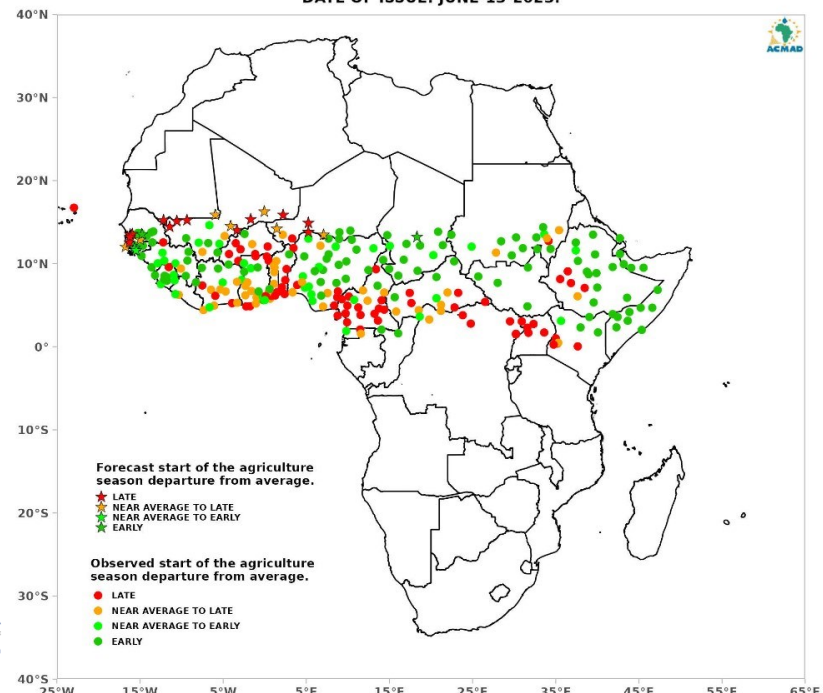 DATE OF ISSUE: JUNE-15-2023.
40°N
ACMAD
30°N
20°N
10°N
0°
10°S
20°S
30°S
40°S
Forecast start of the agriculture
season departure from average.
LATE
NEAR AVERAGE TO LATE
NEAR AVERAGE TO EARLY
EARLY
Observed start of the agriculture
season departure from average.
LATE
NEAR AVERAGE TO LATE
NEAR AVERAGE TO EARLY
EARLY
25°W 15°W 5°W 5°E 15°E 25°E 35°E 45°E 55°E 65°E